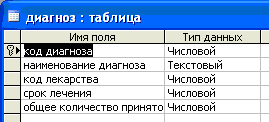 диагноз : таблица
Имя поля Тип данных
код диагноза Числовой
наименование диагноза Текстовый
код лекарства Числовой
срок лечения Числовой
общее количество принято Числовой